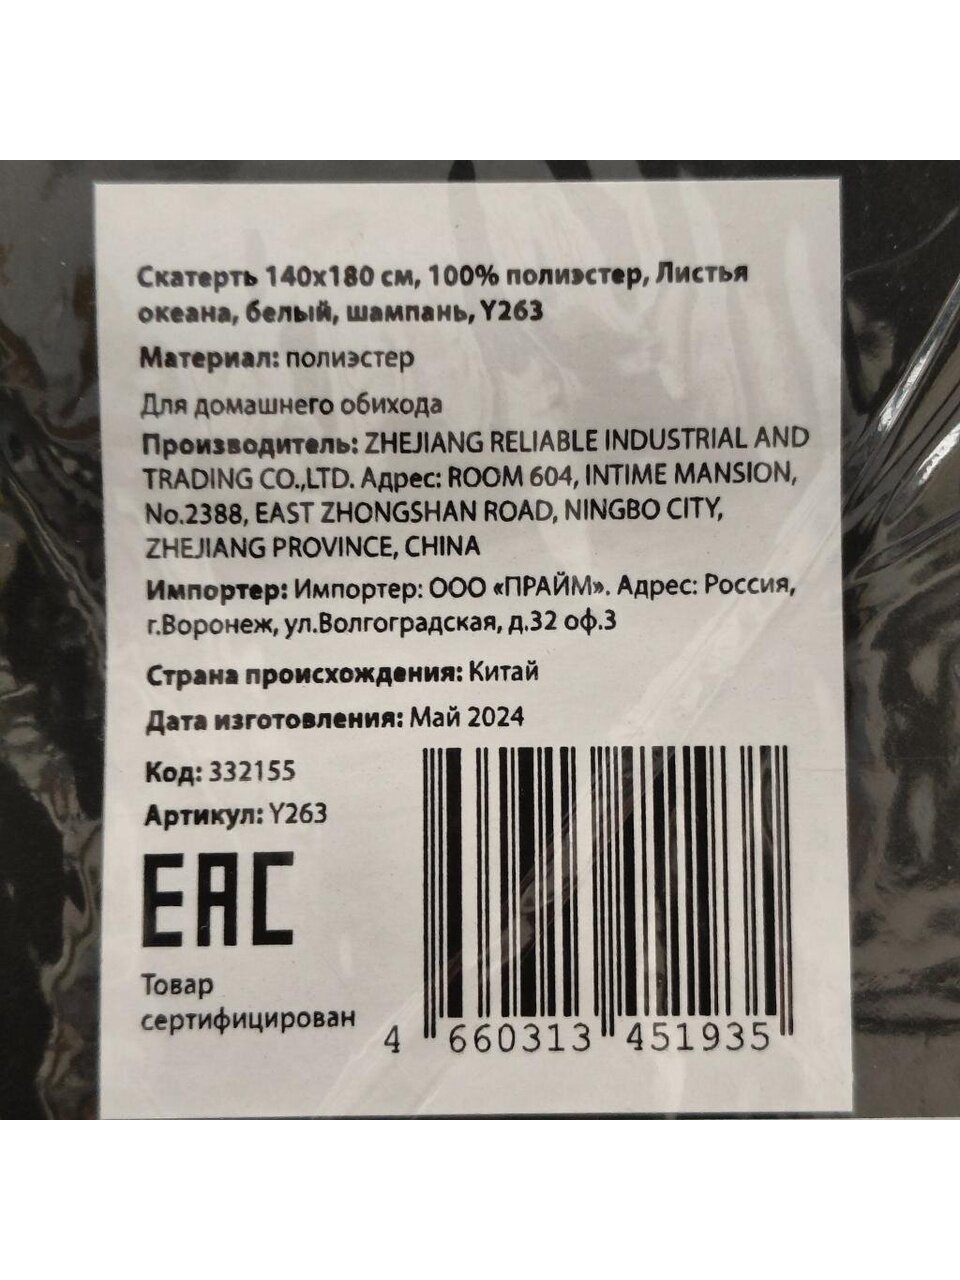 Скатерть 140х180 см, 100% полиэстер, Листья
океана, белый, шампань, Y263
Материал: полиэстер
Для домашнего обихода
Производитель: ZHEJIANG RELIABLE INDUSTRIAL AND
TRADING CO.,LTD. Адрес: ROOM 604, INTIME MANSION,
No.2388, EAST ZHONGSHAN ROAD, NINGBO CITY,
ZHEJIANG PROVINCE, CHINA
Импортер: Импортер: ООО «ПРАЙМ». Адрес: Россия,
г.Воронеж, ул.Волгоградская, д.32 оф.3
Страна происхождения: Китай
Дата изготовления: Май 2024
Код: 332155
Артикул: Y263
EAC
Товар
сертифицирован
4 660313 451935